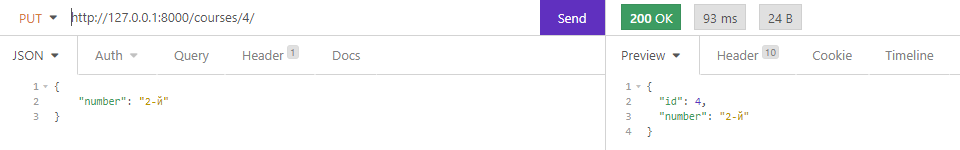 PUT http://127.0.0.1:8000/courses/4/ Send 200 OK 93 ms 24 B
JSON Auth Query Header 1 Docs Preview Header 10 Cookie Timeline
1 {
2 "number": "2-й"
3 }
1 {
2 "id": 4,
3 "number": "2-й"
4 }